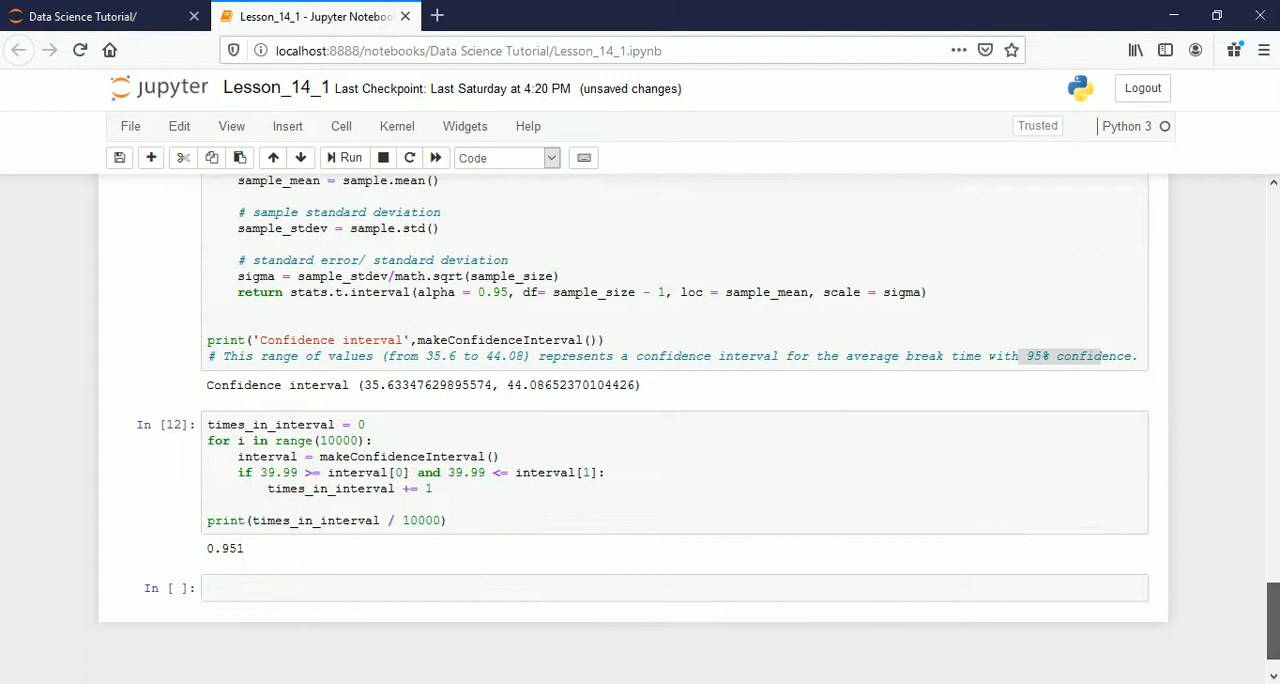 Data Science Tutorial/
Lesson_14_1 - Jupyter Noteboo
localhost:8888/notebooks/Data Science Tutorial/Lesson_14_1.ipynb
jupyter Lesson_14_1 Last Checkpoint: Last Saturday at 4:20 PM (unsaved changes)
Logout
File Edit View Insert Cell Kernel Widgets Help
Trusted
Python 3
Run
Code
sample_mean = sample.mean()
# sample standard deviation
sample_stdev = sample.std()
# standard error/ standard deviation
sigma = sample_stdev/math.sqrt(sample_size)
return stats.t.interval(alpha = 0.95, df= sample_size - 1, loc = sample_mean, scale = sigma)
print('Confidence interval',makeConfidenceInterval())
# This range of values (from 35.6 to 44.08) represents a confidence interval for the average break time with 95% confidence.
Confidence interval (35.63347629895574, 44.08652370104426)
In [12]:
times_in_interval = 0
for i in range(10000):
interval = makeConfidenceInterval()
if 39.99 >= interval[0] and 39.99 <= interval[1]:
times_in_interval += 1
print(times_in_interval / 10000)
0.951
In [ ]: